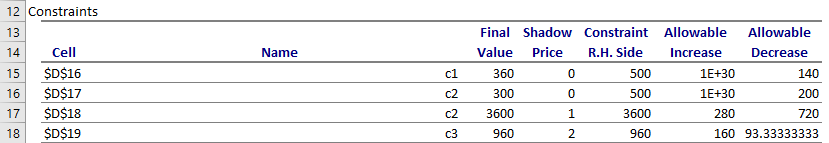 12 Constraints
13 Final Shadow Constraint Allowable Allowable
14 Cell Name Value Price R.H. Side Increase Decrease
15 $D$16 c1 360 0 500 1E+30 140
16 $D$17 c2 300 0 500 1E+30 200
17 $D$18 c2 3600 1 3600 280 720
18 $D$19 c3 960 2 960 160 93.33333333